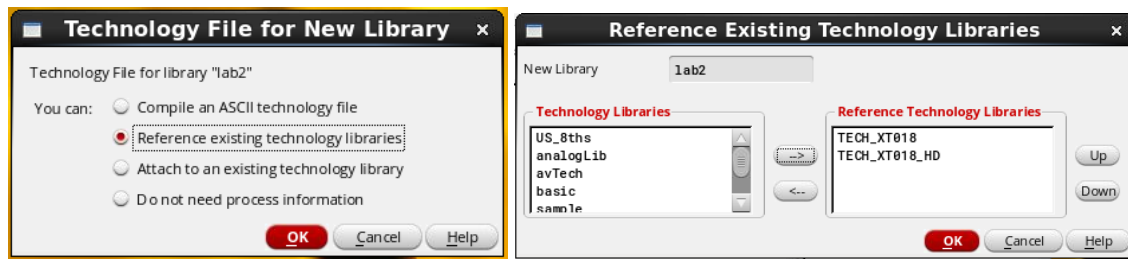 Technology File for New Library
Technology File for library "lab2"
You can:
Compile an ASCII technology file
Reference existing technology libraries
Attach to an existing technology library
Do not need process information
OK
Cancel
Help
Reference Existing Technology Libraries
New Library
lab2
Technology Libraries
US_8ths
analogLib
avTech
basic
sample
-->
<--
Reference Technology Libraries
TECH_XT018
TECH_XT018_HD
Up
Down
OK
Cancel
Help